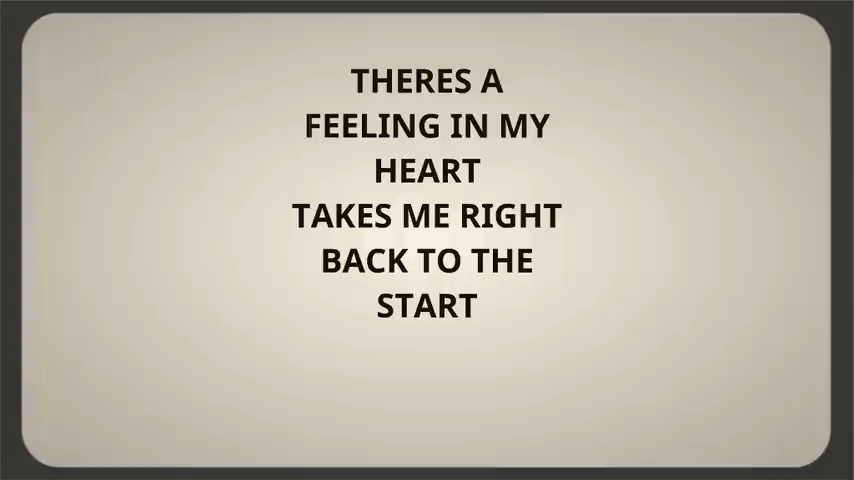 THERES A
FEELING IN MY
HEART
TAKES ME RIGHT
BACK TO THE
START